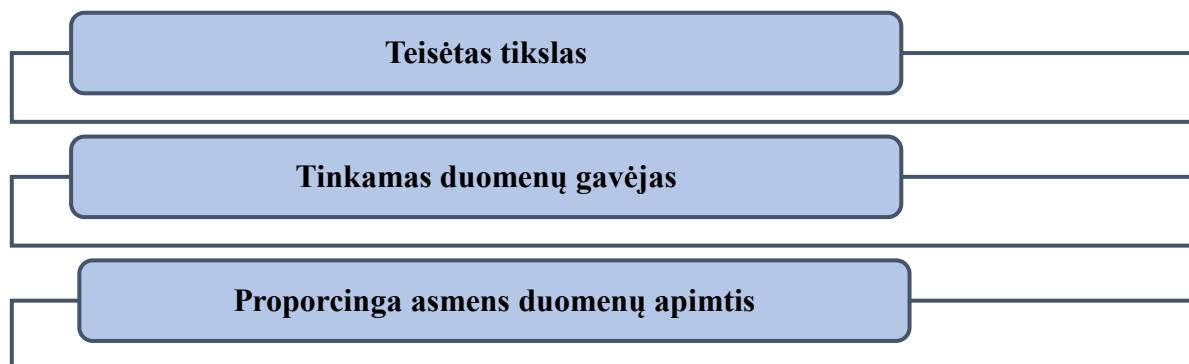 Teisėtas tikslas
Tinkamas duomenų gavėjas
Proporcinga asmens duomenų apimtis